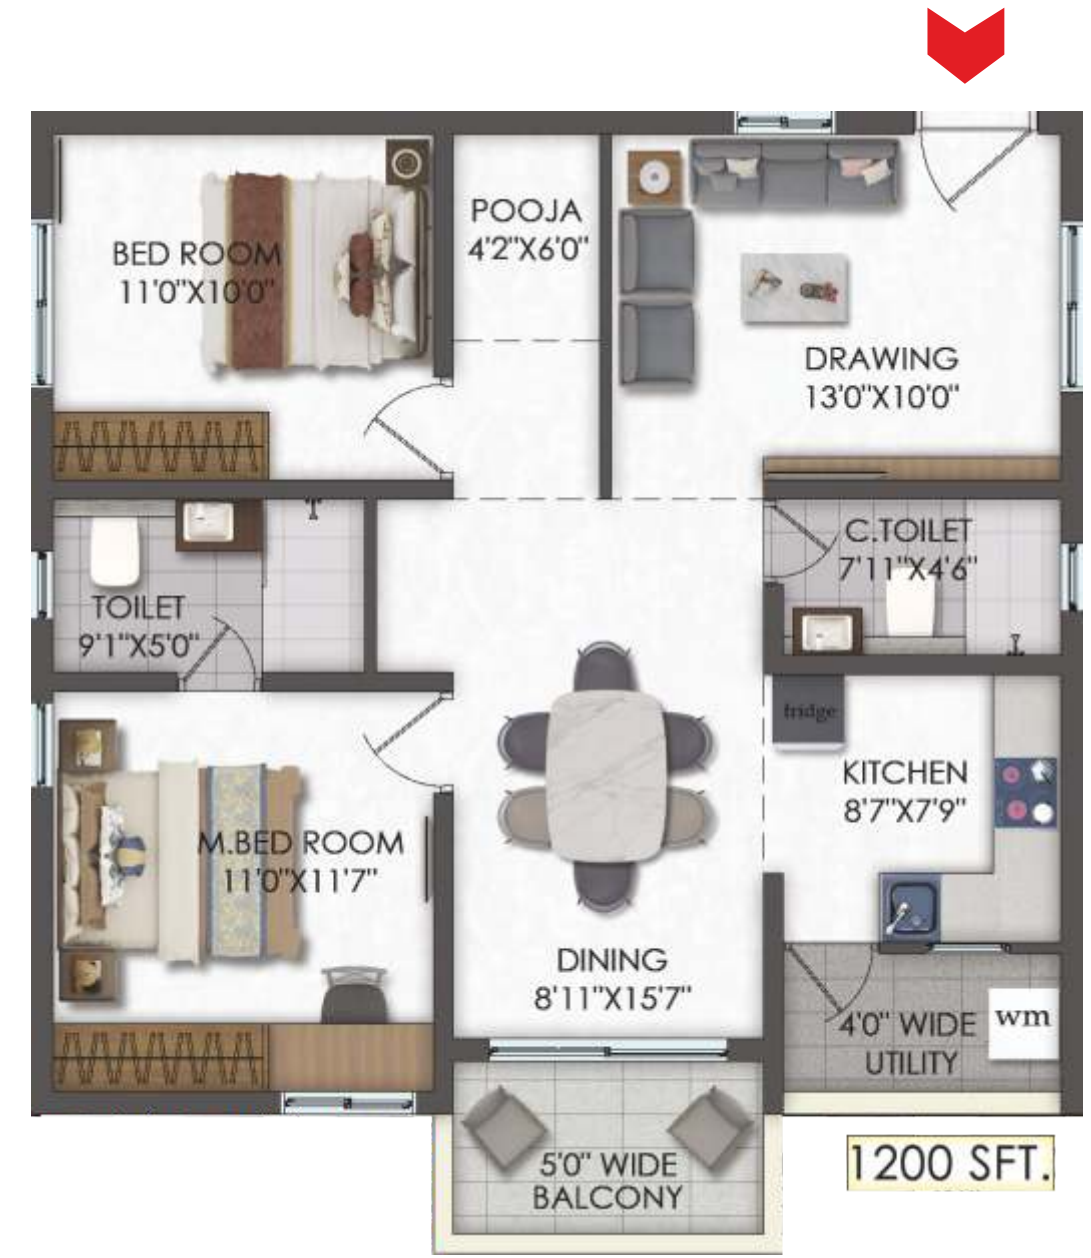 POOJA
4'2"X6'0"
BED ROOM
11'0"X10'0"
DRAWING
13'0"X10'0"
C.TOILET
7'11"X4'6"
TOILET
9'1"X5'0"
fridge
KITCHEN
8'7"X7'9"
M.BED ROOM
11'0"X11'7"
DINING
8'11"X15'7"
4'0" WIDE
UTILITY
wm
5'0" WIDE
BALCONY
1200 SFT.